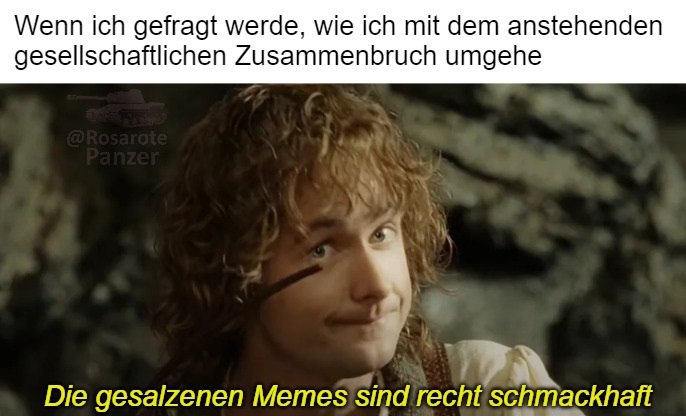 Wenn ich gefragt werde, wie ich mit dem anstehenden
gesellschaftlichen Zusammenbruch umgehe
@Rosarote
Panzer
Die gesalzenen Memes sind recht schmackhaft